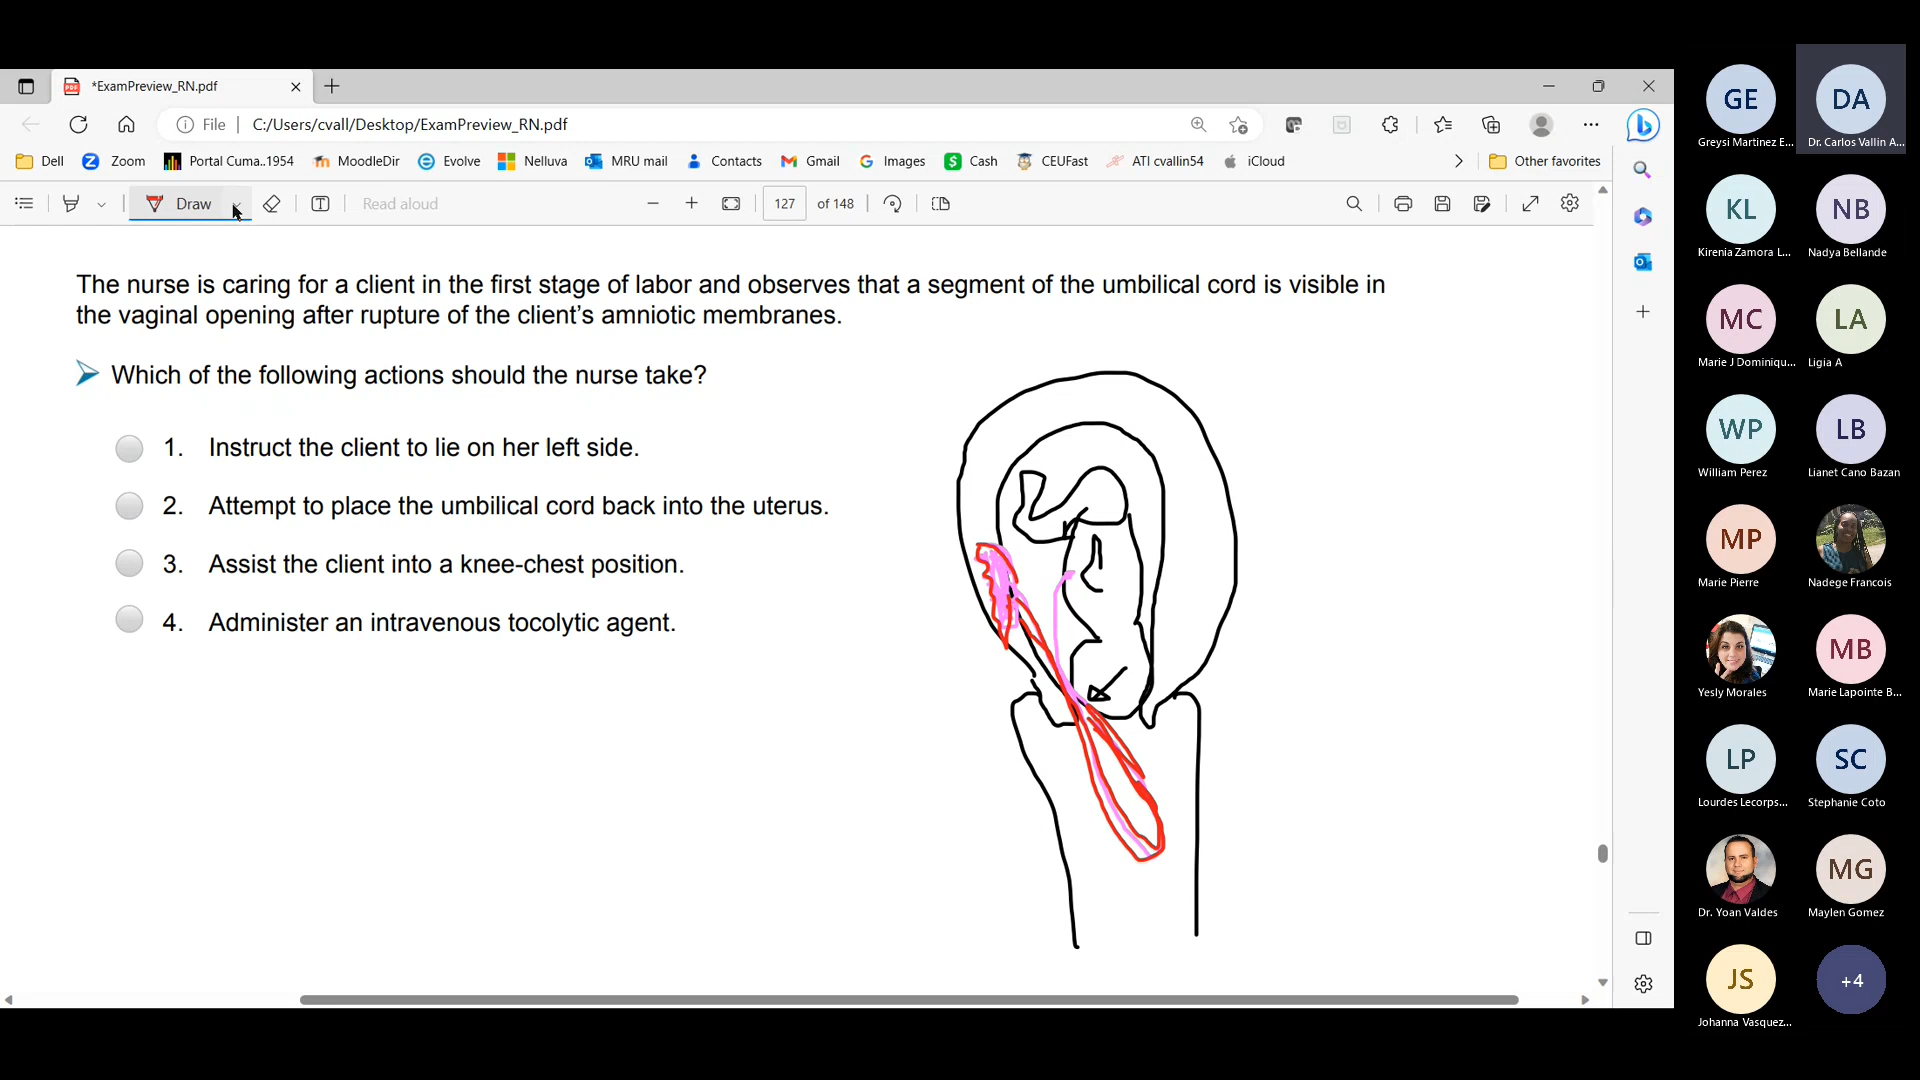 *ExamPreview_RN.pdf
File
C:/Users/cvall/Desktop/ExamPreview_RN.pdf
Dell
Zoom
Portal Cuma..1954
MoodleDir
Evolve
Nelluva
MRU mail
Contacts
Gmail
Images
Cash
CEUFast
ATI cvallin54
iCloud
Other favorites
Draw
Read aloud
127 of 148
The nurse is caring for a client in the first stage of labor and observes that a segment of the umbilical cord is visible in
the vaginal opening after rupture of the client's amniotic membranes.
Which of the following actions should the nurse take?
1. Instruct the client to lie on her left side.
2. Attempt to place the umbilical cord back into the uterus.
3. Assist the client into a knee-chest position.
4. Administer an intravenous tocolytic agent.
GE
Greysi Martinez E...
DA
Dr. Carlos Vallin A...
KL
Kirenia Zamora L...
NB
Nadya Bellande
MC
Marie J Dominiqu...
LA
Ligia A
WP
William Perez
LB
Lianet Cano Bazan
MP
Marie Pierre
Nadege Francois
Yesly Morales
MB
Marie Lapointe B...
LP
Lourdes Lecorps...
SC
Stephanie Coto
Dr. Yoan Valdes
MG
Maylen Gomez
JS
Johanna Vasquez...
+4